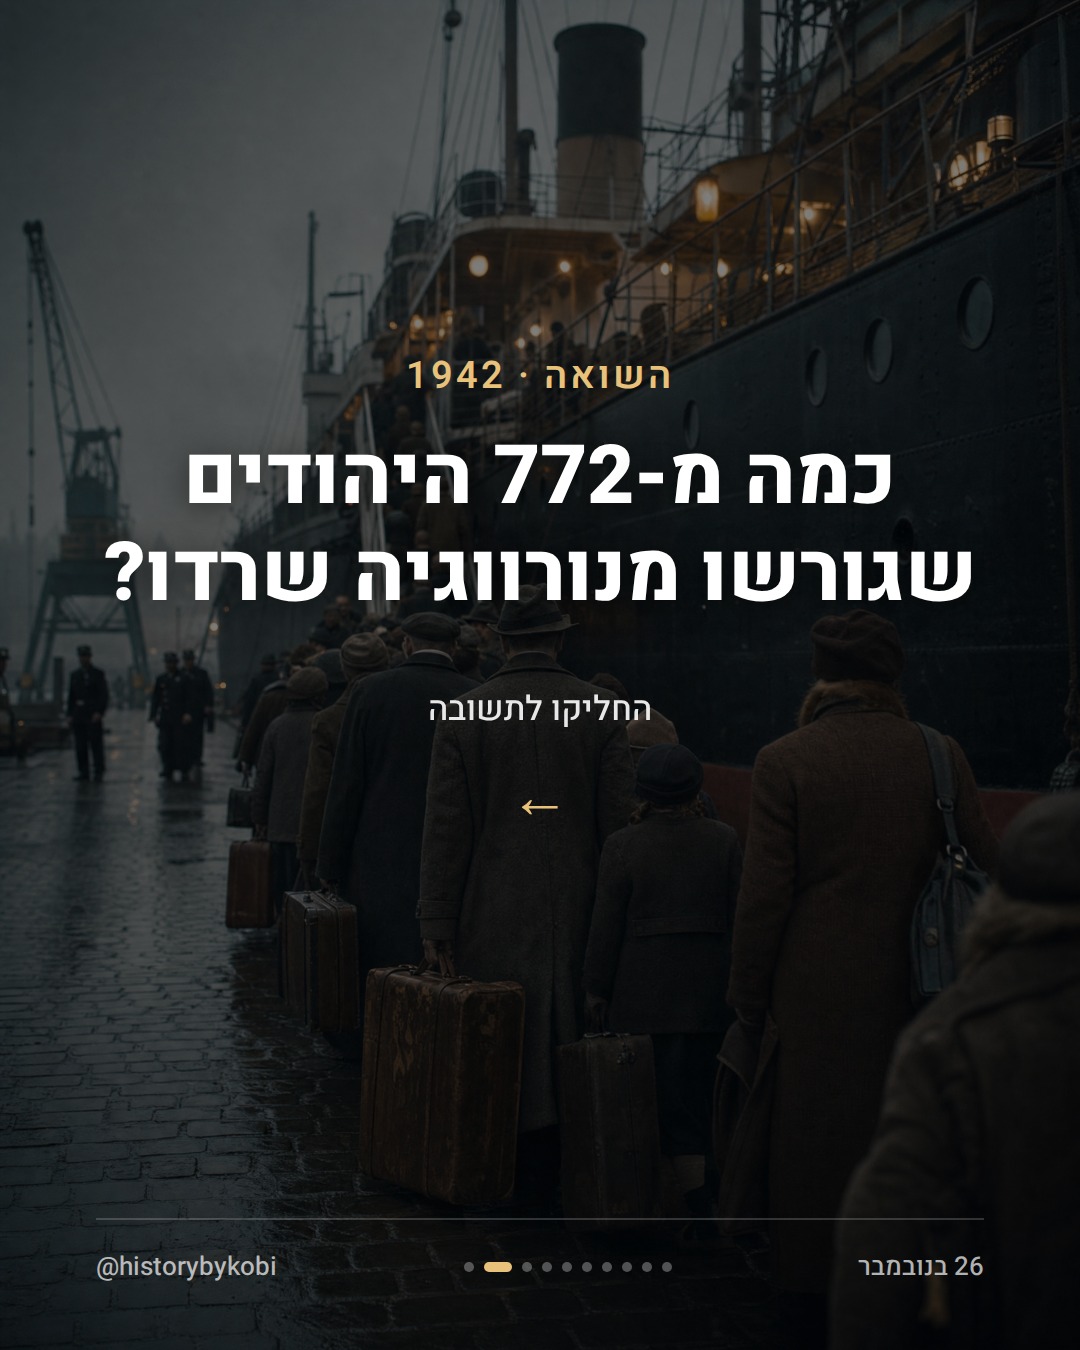 השואה · 1942
כמה מ-772 היהודים
שגורשו מנורווגיה שרדו?
החליקו לתשובה
←
26 בנובמבר
@historybykobi